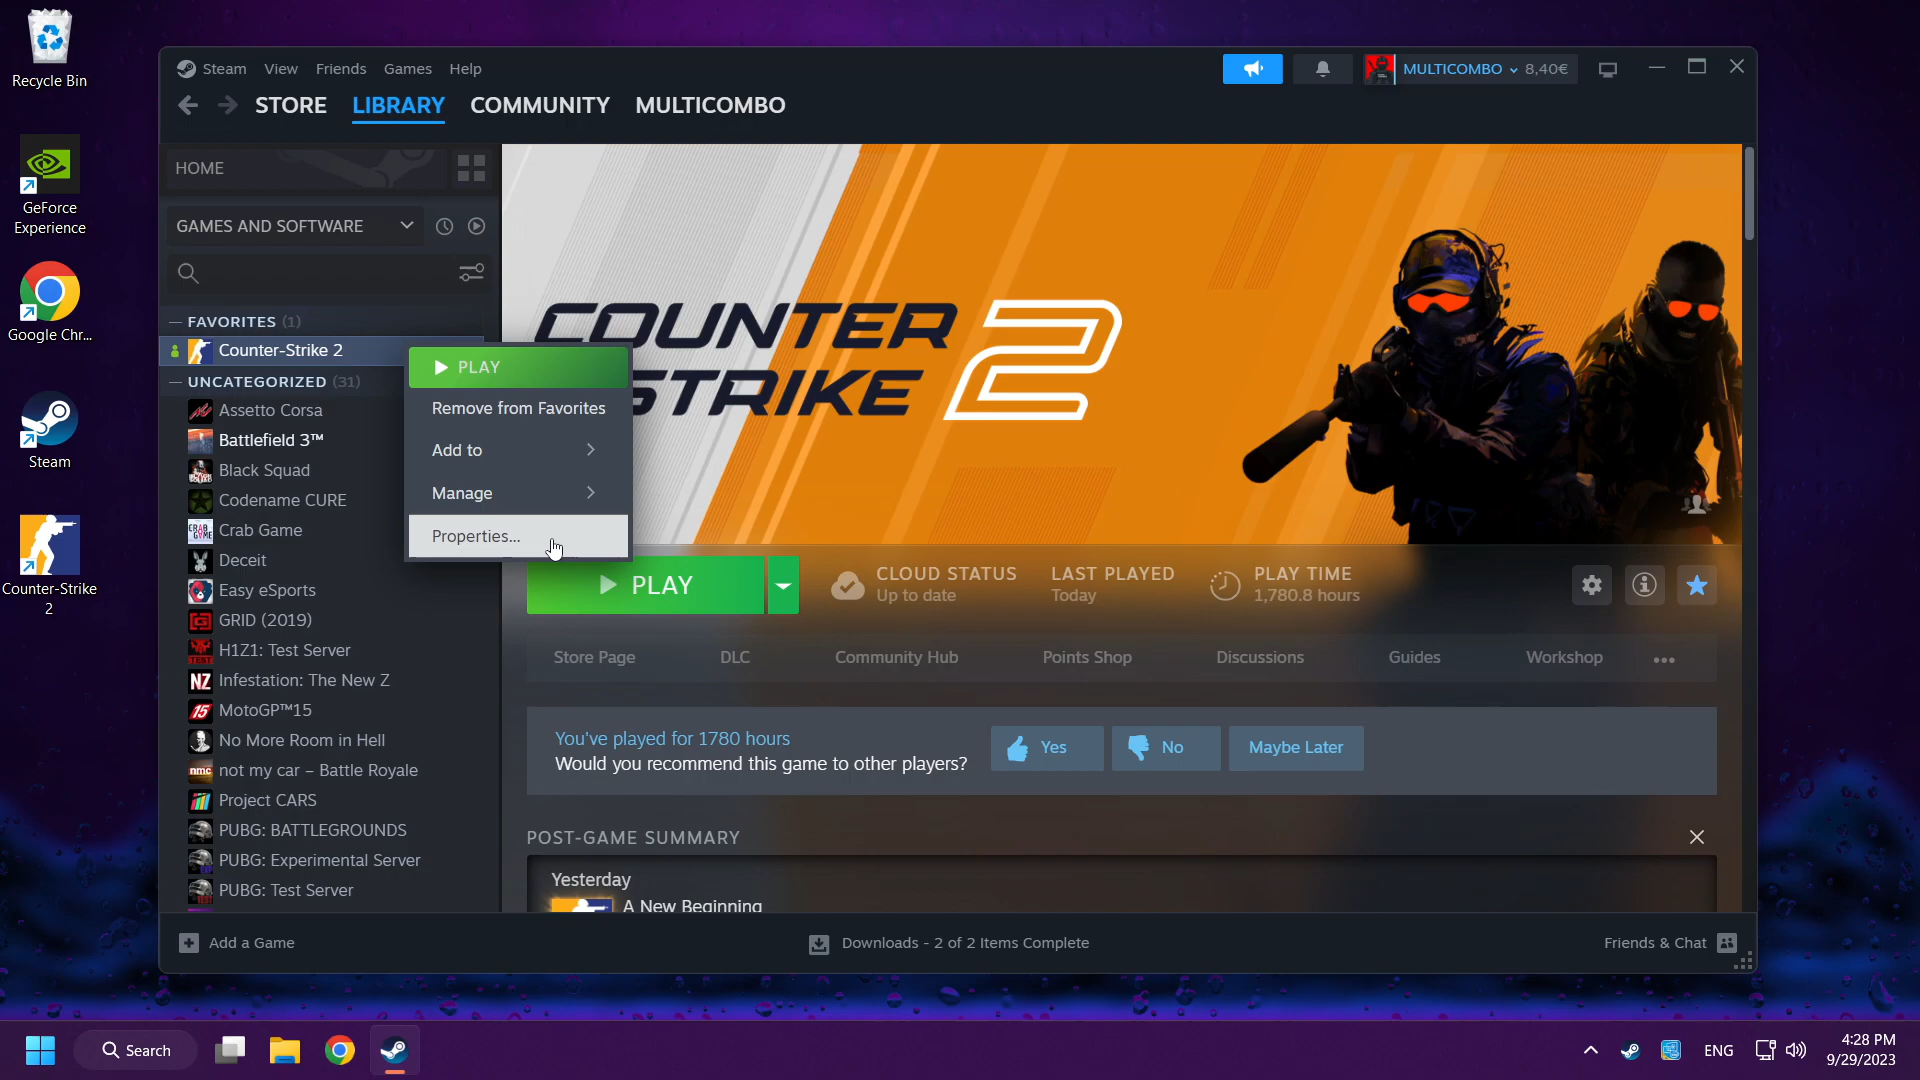 Recycle Bin
GeForce
Experience
Google Chr...
Steam
Counter-Strike
2
Steam View Friends Games Help
MULTICOMBO 8,40€
STORE LIBRARY COMMUNITY MULTICOMBO
HOME
GAMES AND SOFTWARE
— FAVORITES (1)
Counter-Strike 2
— UNCATEGORIZED (31)
Assetto Corsa
Battlefield 3™
Black Squad
Codename CURE
Crab Game
Deceit
Easy eSports
GRID (2019)
H1Z1: Test Server
Infestation: The New Z
MotoGP™15
No More Room in Hell
not my car – Battle Royale
Project CARS
PUBG: BATTLEGROUNDS
PUBG: Experimental Server
PUBG: Test Server
PLAY
Remove from Favorites
Add to
Manage
Properties...
COUNTER
STRIKE 2
PLAY
CLOUD STATUS
Up to date
LAST PLAYED
Today
PLAY TIME
1,780.8 hours
Store Page DLC Community Hub Points Shop Discussions Guides Workshop •••
You've played for 1780 hours
Would you recommend this game to other players?
Yes No Maybe Later
POST-GAME SUMMARY
Yesterday
A New Beginning
Add a Game
Downloads - 2 of 2 Items Complete
Friends & Chat
Search
ENG
4:28 PM
9/29/2023